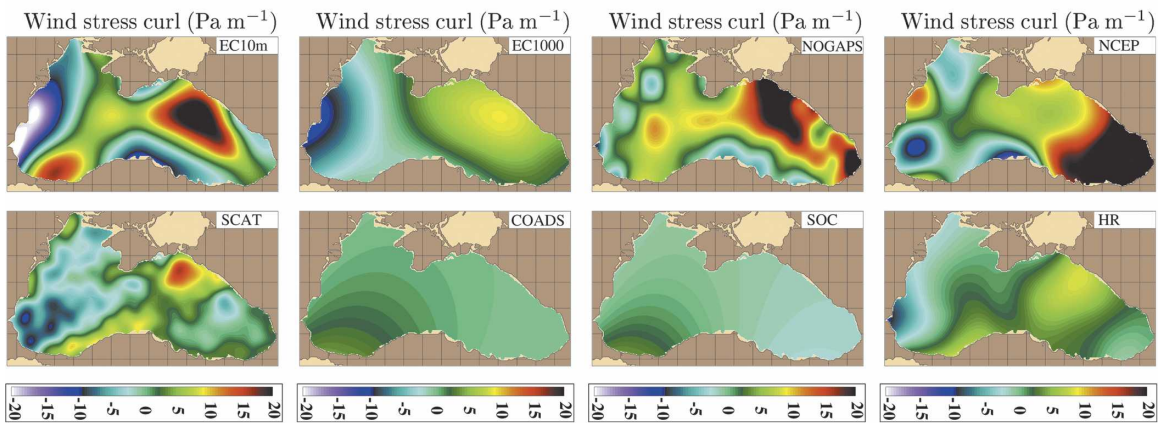 Wind stress curl (Pa m−1)
Wind stress curl (Pa m−1)
Wind stress curl (Pa m−1)
Wind stress curl (Pa m−1)
EC10m
EC1000
NOGAPS
NCEP
SCAT
COADS
SOC
HR
-20 -15 -10 -5 0 5 10 15 20
-20 -15 -10 -5 0 5 10 15 20
-20 -15 -10 -5 0 5 10 15 20
-20 -15 -10 -5 0 5 10 15 20